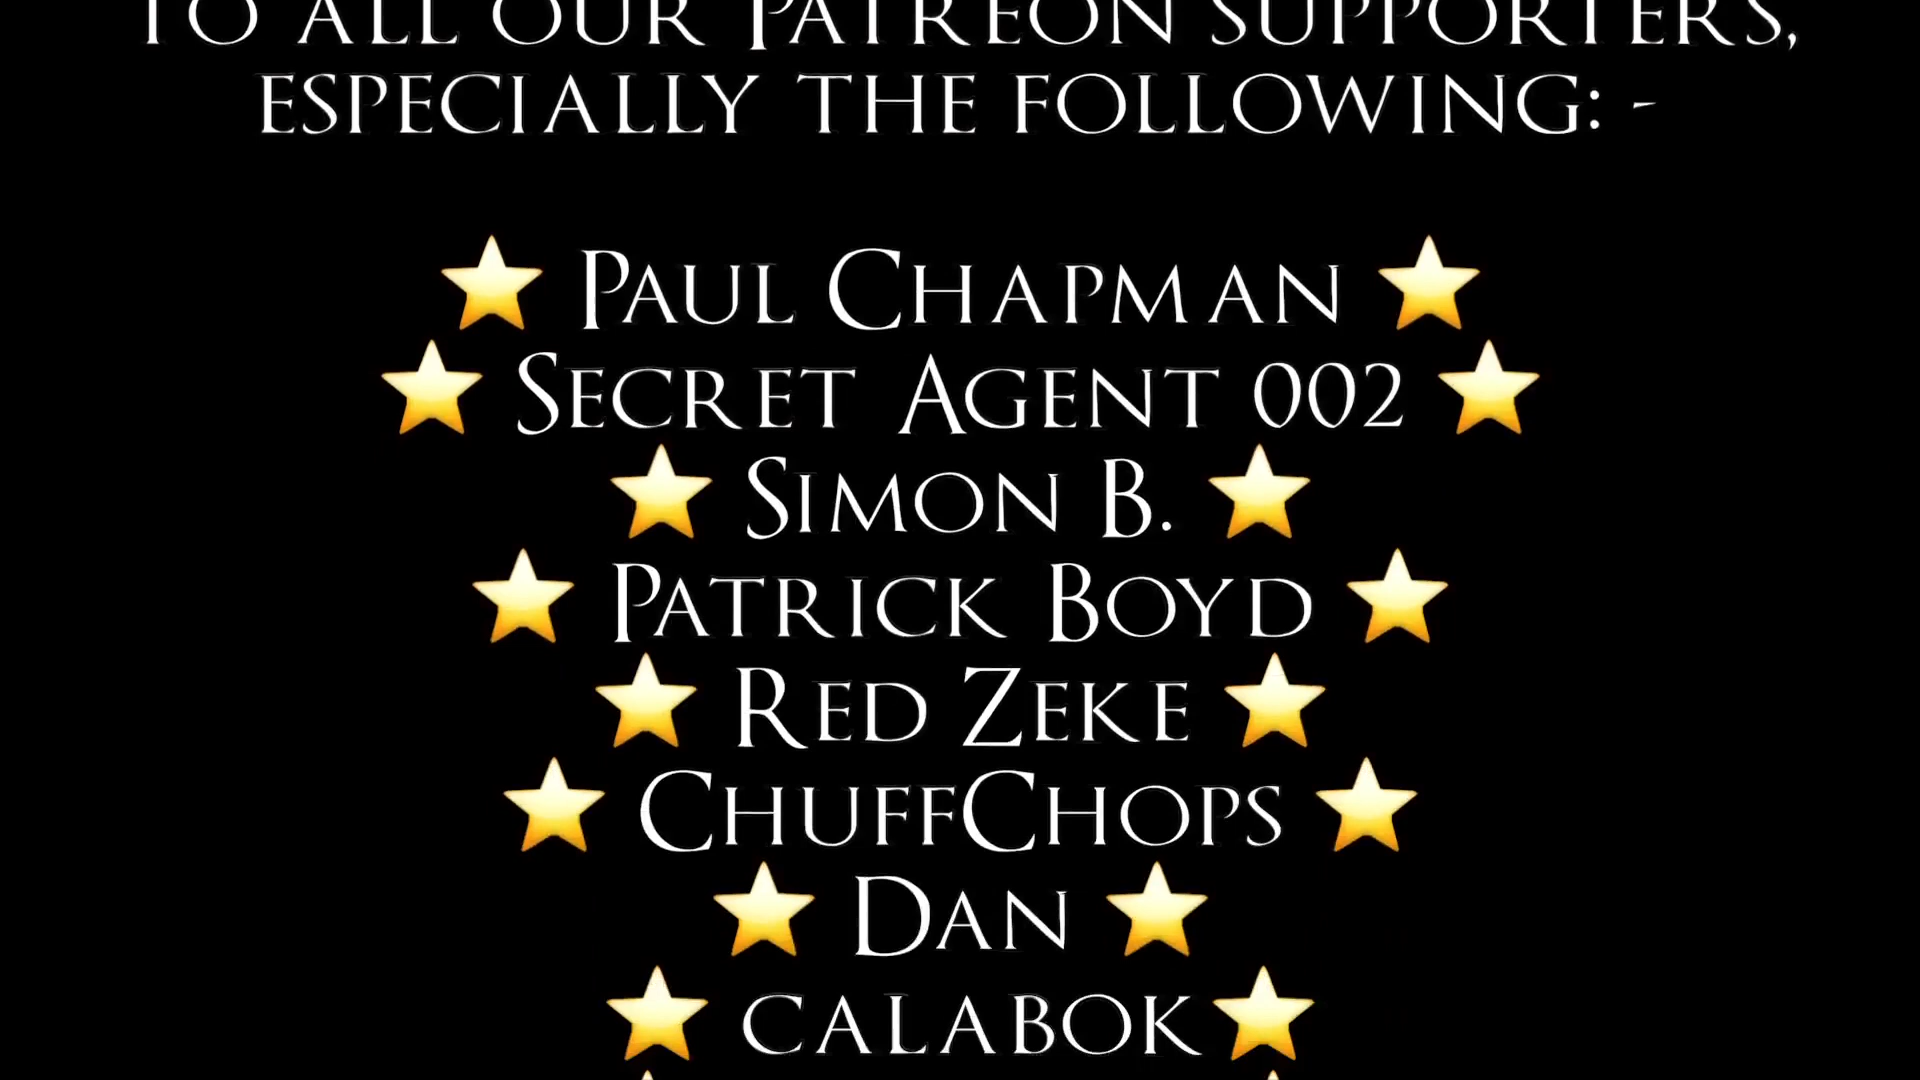 To all our Patreon supporters,
especially the following: -
⭐ Paul Chapman ⭐
⭐ Secret Agent 002 ⭐
⭐ Simon B. ⭐
⭐ Patrick Boyd ⭐
⭐ Red Zeke ⭐
⭐ ChuffChops ⭐
⭐ Dan ⭐
⭐ calabok ⭐